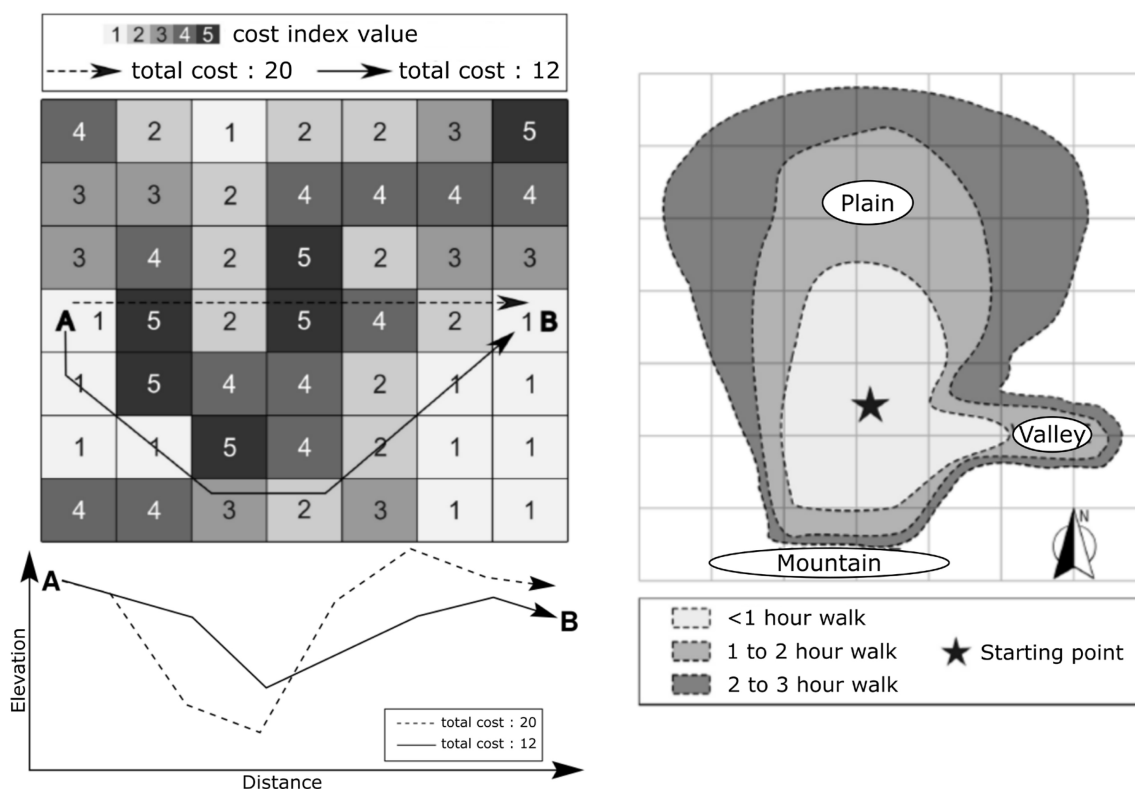 1 2 3 4 5 cost index value
total cost : 20 total cost : 12
4 2 1 2 2 3 5
3 3 2 4 4 4 4
3 4 2 5 2 3 3
A 1 5 2 5 4 2 1 B
1 5 4 4 2 1 1
1 1 5 4 2 1 1
4 4 3 2 3 1 1
A
B
Elevation
total cost : 20
total cost : 12
Distance
Plain
Valley
N
Mountain
<1 hour walk
1 to 2 hour walk
Starting point
2 to 3 hour walk